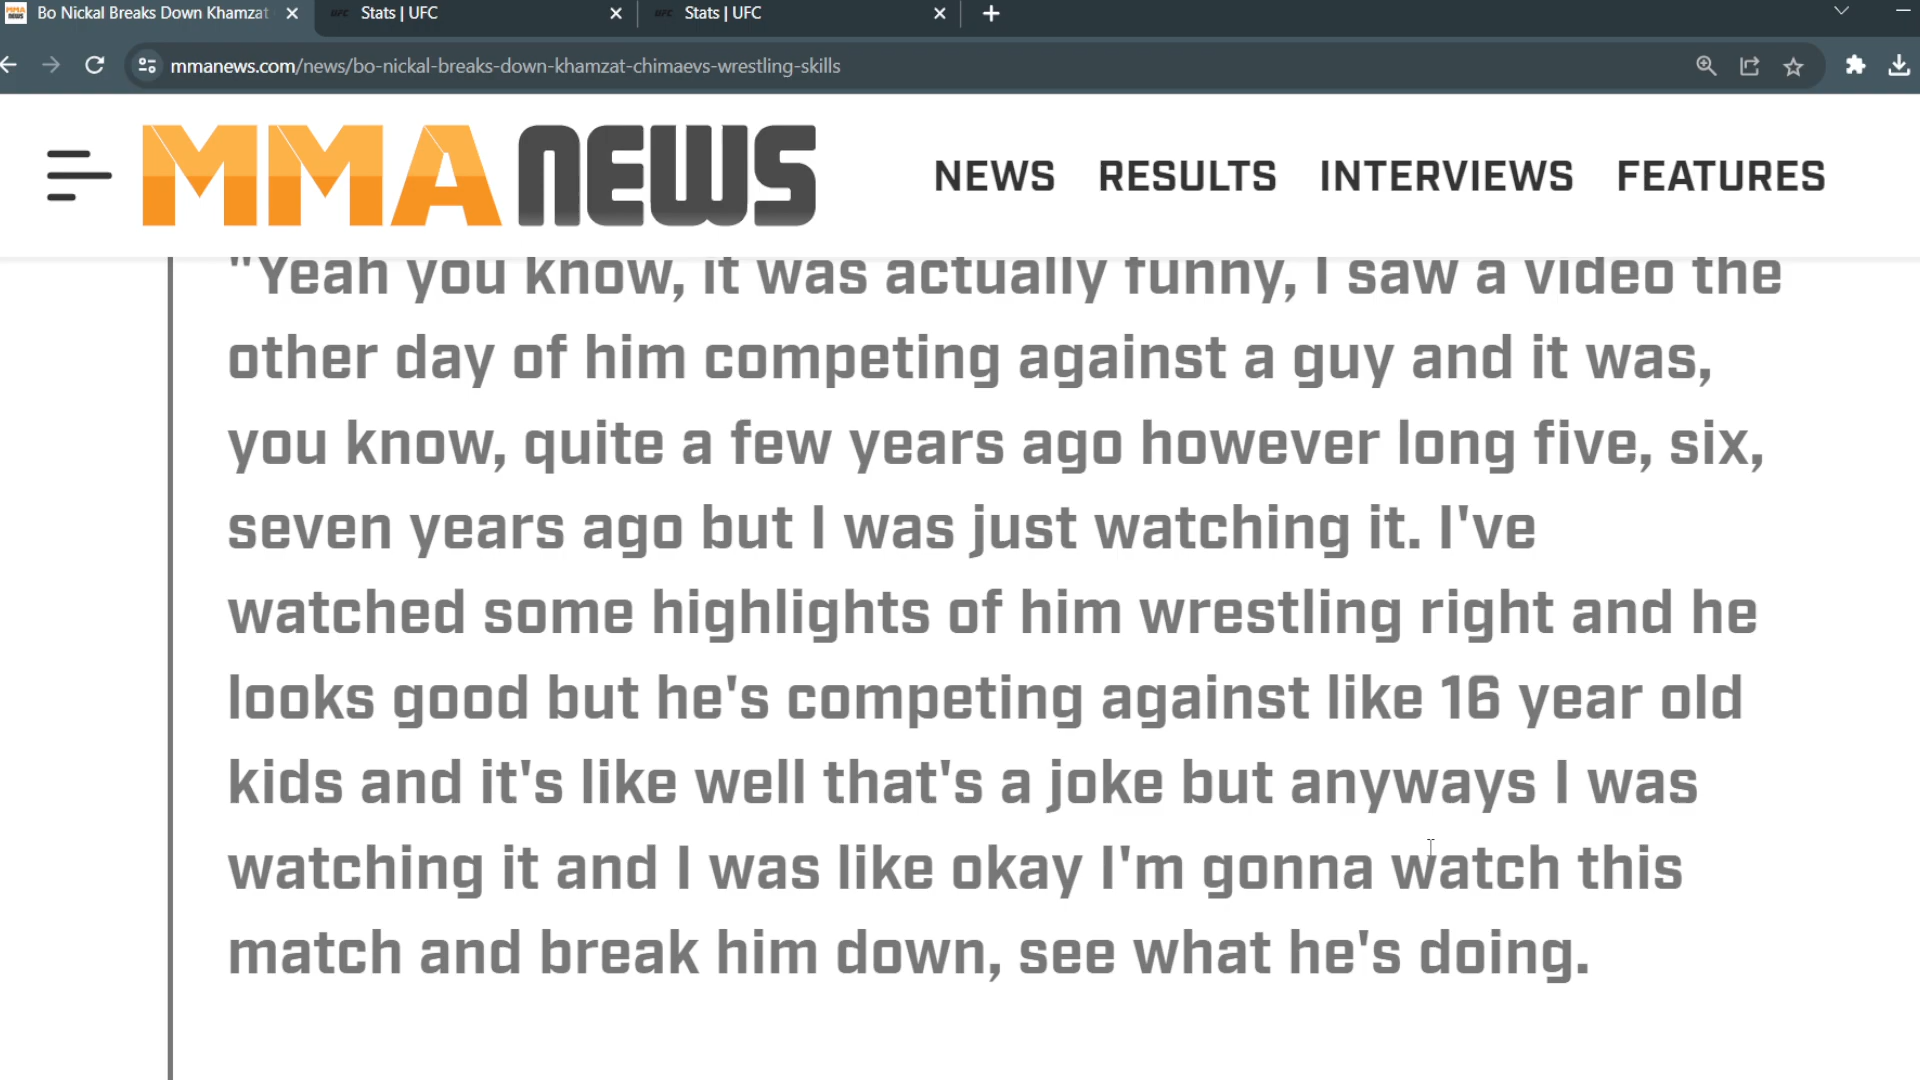 Bo Nickal Breaks Down Khamzat
Stats | UFC
Stats | UFC
mmanews.com/news/bo-nickal-breaks-down-khamzat-chimaevs-wrestling-skills
MMA NEWS
NEWS RESULTS INTERVIEWS FEATURES
"Yeah you know, it was actually funny, I saw a video the
other day of him competing against a guy and it was,
you know, quite a few years ago however long five, six,
seven years ago but I was just watching it. I've
watched some highlights of him wrestling right and he
looks good but he's competing against like 16 year old
kids and it's like well that's a joke but anyways I was
watching it and I was like okay I'm gonna watch this
match and break him down, see what he's doing.